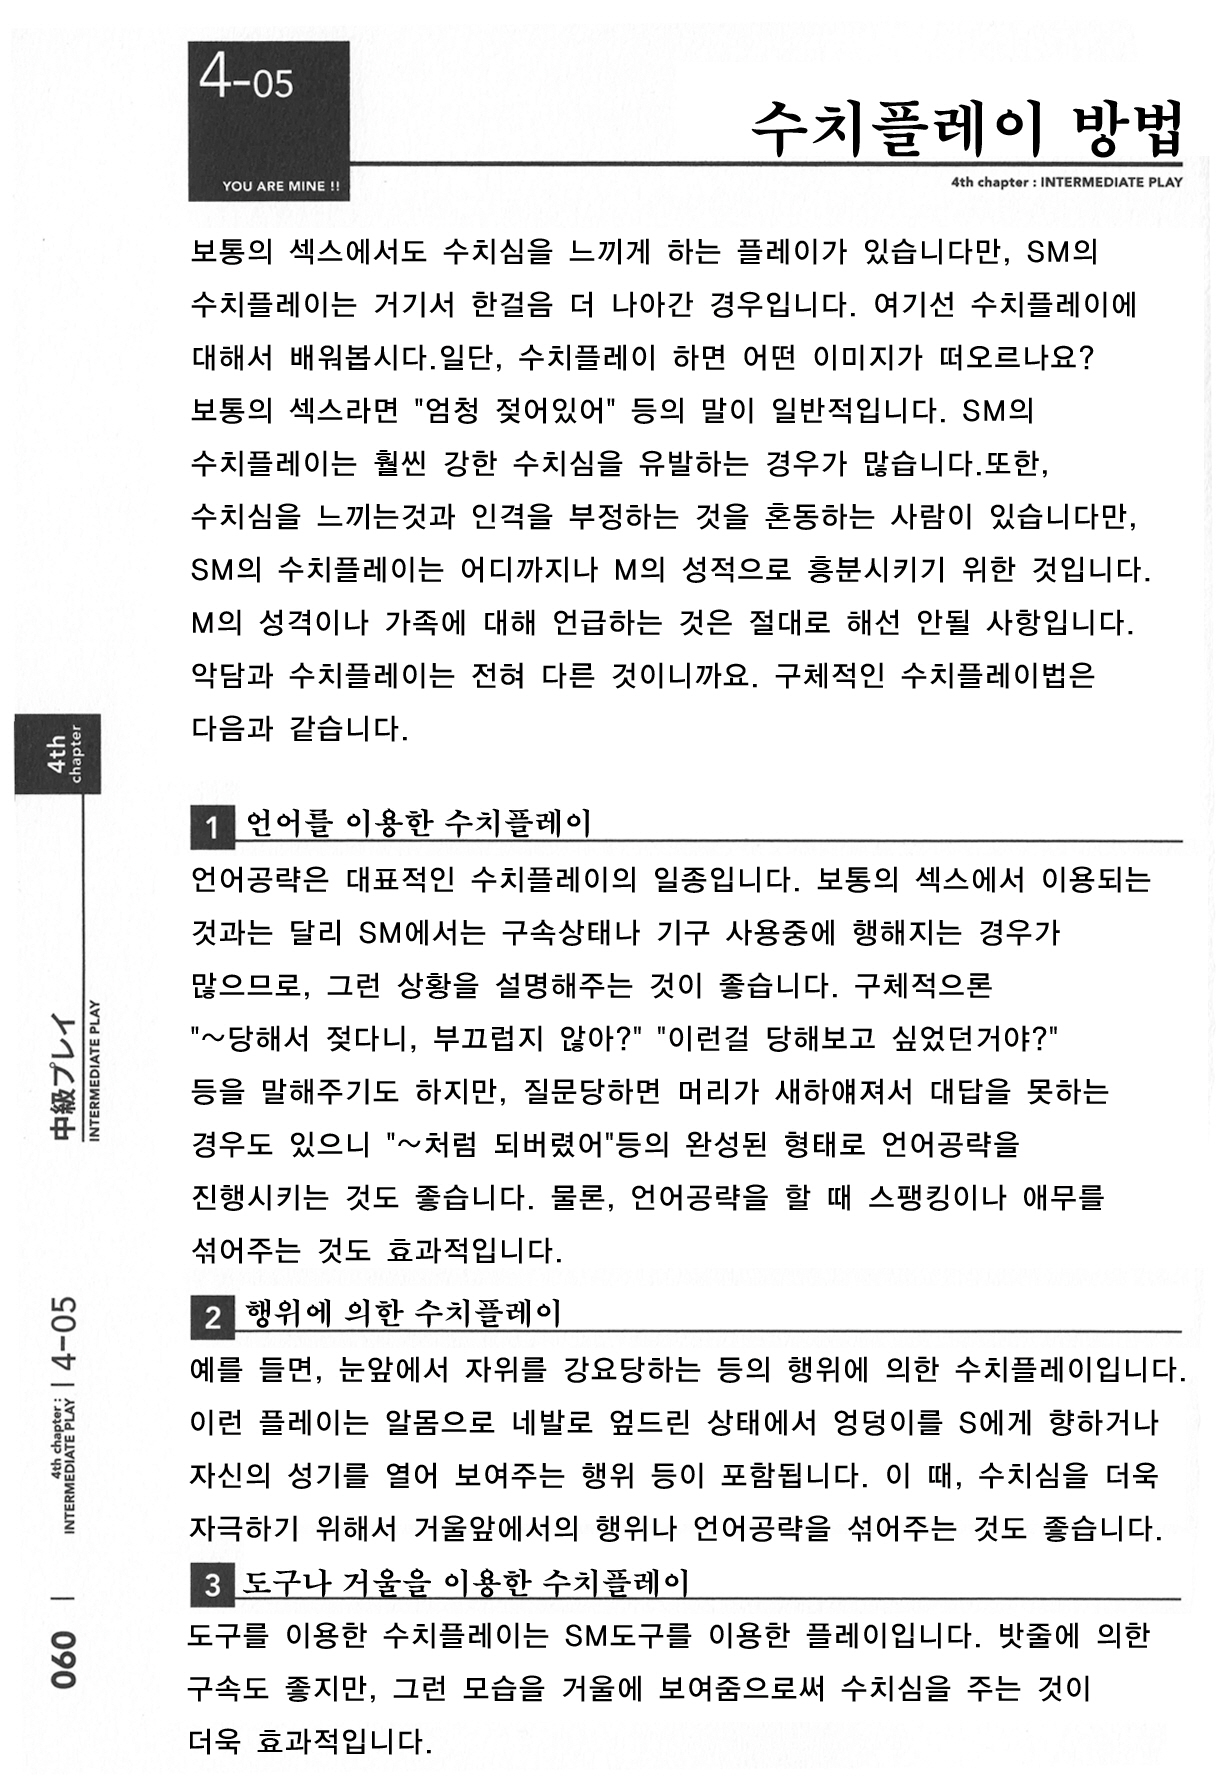 4-05
YOU ARE MINE !!
수치플레이 방법
4th chapter : INTERMEDIATE PLAY
보통의 섹스에서도 수치심을 느끼게 하는 플레이가 있습니다만, SM의
수치플레이는 거기서 한걸음 더 나아간 경우입니다. 여기선 수치플레이에
대해서 배워봅시다.일단, 수치플레이 하면 어떤 이미지가 떠오르나요?
보통의 섹스라면 "엄청 젖어있어" 등의 말이 일반적입니다. SM의
수치플레이는 훨씬 강한 수치심을 유발하는 경우가 많습니다.또한,
수치심을 느끼는것과 인격을 부정하는 것을 혼동하는 사람이 있습니다만,
SM의 수치플레이는 어디까지나 M의 성적으로 흥분시키기 위한 것입니다.
M의 성격이나 가족에 대해 언급하는 것은 절대로 해선 안될 사항입니다.
악담과 수치플레이는 전혀 다른 것이니까요. 구체적인 수치플레이법은
다음과 같습니다.
1 언어를 이용한 수치플레이
언어공략은 대표적인 수치플레이의 일종입니다. 보통의 섹스에서 이용되는
것과는 달리 SM에서는 구속상태나 기구 사용중에 행해지는 경우가
많으므로, 그런 상황을 설명해주는 것이 좋습니다. 구체적으론
"～당해서 젖다니, 부끄럽지 않아?" "이런걸 당해보고 싶었던거야?"
등을 말해주기도 하지만, 질문당하면 머리가 새하얘져서 대답을 못하는
경우도 있으니 "～처럼 되버렸어"등의 완성된 형태로 언어공략을
진행시키는 것도 좋습니다. 물론, 언어공략을 할 때 스팽킹이나 애무를
섞어주는 것도 효과적입니다.
2 행위에 의한 수치플레이
예를 들면, 눈앞에서 자위를 강요당하는 등의 행위에 의한 수치플레이입니다.
이런 플레이는 알몸으로 네발로 엎드린 상태에서 엉덩이를 S에게 향하거나
자신의 성기를 열어 보여주는 행위 등이 포함됩니다. 이 때, 수치심을 더욱
자극하기 위해서 거울앞에서의 행위나 언어공략을 섞어주는 것도 좋습니다.
3 도구나 거울을 이용한 수치플레이
도구를 이용한 수치플레이는 SM도구를 이용한 플레이입니다. 밧줄에 의한
구속도 좋지만, 그런 모습을 거울에 보여줌으로써 수치심을 주는 것이
더욱 효과적입니다.
4th
chapter
中級プレイ
INTERMEDIATE PLAY
4th chapter :
INTERMEDIATE PLAY
4-05
060